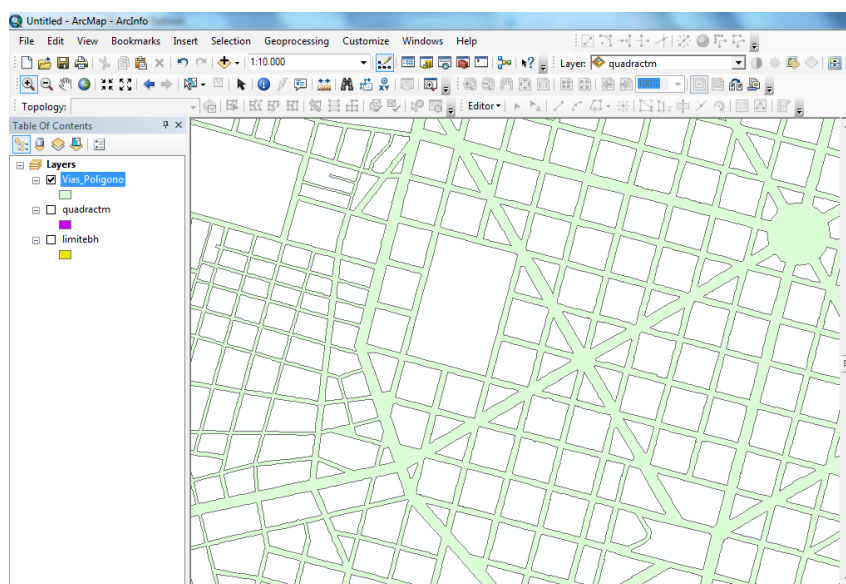 Untitled - ArcMap - ArcInfo
File Edit View Bookmarks Insert Selection Geoprocessing Customize Windows Help
1:10.000 Layer: quadractm
100%
Topology: Editor
Table Of Contents
Layers
Vias_Poligono
quadractm
limitebh